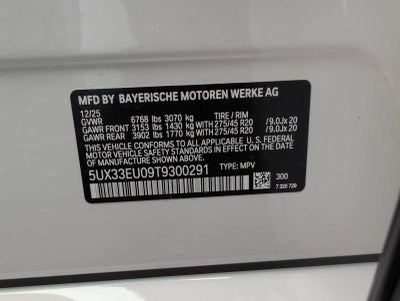 MFD BY BAYERISCHE MOTOREN WERKE AG
12/25
GVWR 6768 lbs 3070 kg TIRE / RIM
GAWR FRONT 3153 lbs 1430 kg WITH 275/45 R20 /9.0Jx 20
GAWR REAR 3902 lbs 1770 kg WITH 275/45 R20 /9.0Jx 20
THIS VEHICLE CONFORMS TO ALL APPLICABLE U.S. FEDERAL
MOTOR VEHICLE SAFETY STANDARDS IN EFFECT ON THE DATE OF
MANUFACTURE SHOWN ABOVE.
5UX33EU09T9300291 TYPE: MPV
300
7 320 728